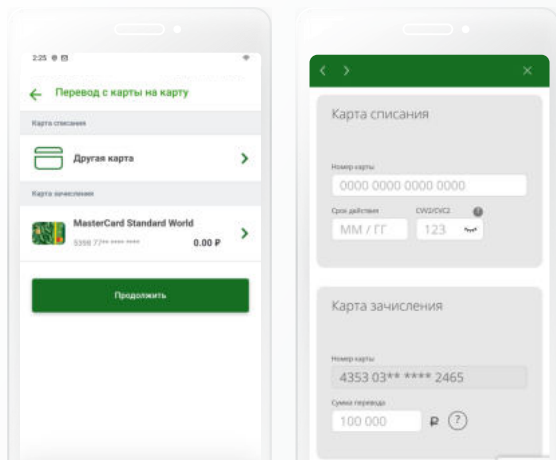 2:25
Перевод с карты на карту
Карта списания
Другая карта
Карта зачисления
MasterCard Standard World
5398 77** **** **** 0.00 ₽
Продолжить
Карта списания
Номер карты
0000 0000 0000 0000
Срок действия CVV2/CVC2 ?
ММ / ГГ 123
Карта зачисления
Номер карты
4353 03** **** 2465
Сумма перевода
100 000 ₽ ?